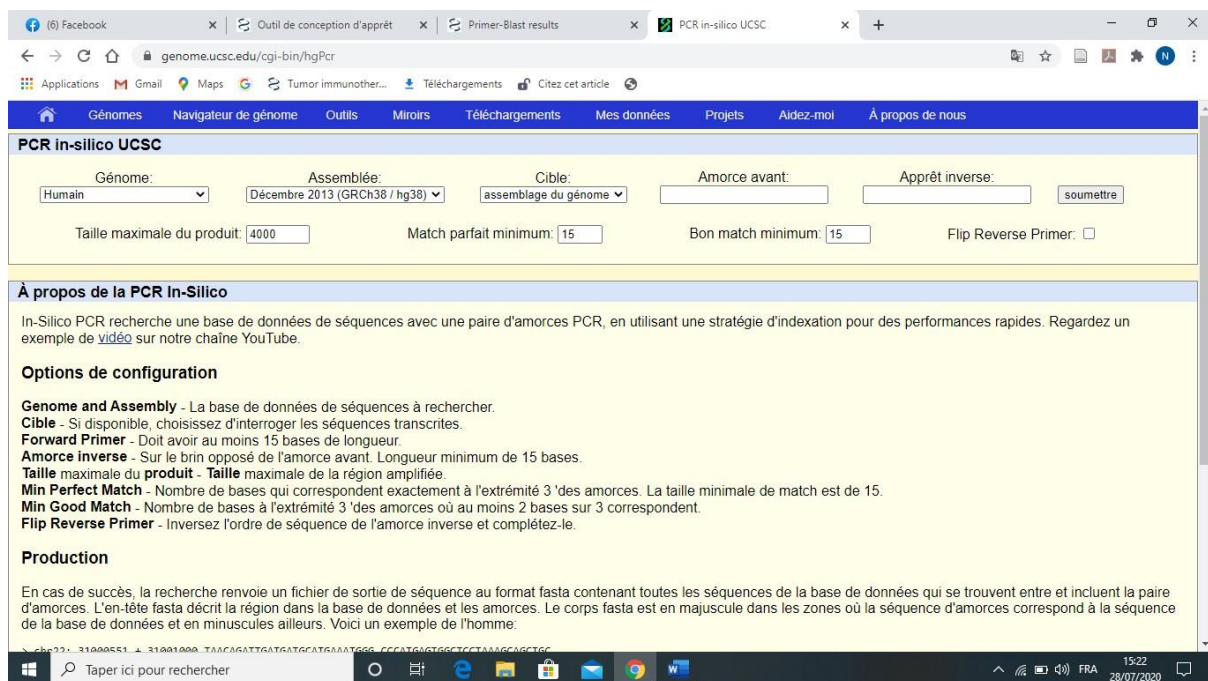 (6) Facebook
Outil de conception d'apprêt
Primer-Blast results
PCR in-silico UCSC
genome.ucsc.edu/cgi-bin/hgPcr
N
Applications
Gmail
Maps
Tumor immunother...
Téléchargements
Citez cet article
Génomes Navigateur de génome Outils Miroirs Téléchargements Mes données Projets Aidez-moi À propos de nous
PCR in-silico UCSC
Génome: Assemblée: Cible: Amorce avant: Apprêt inverse:
Humain Décembre 2013 (GRCh38 / hg38) assemblage du génome soumettre
Taille maximale du produit: 4000 Match parfait minimum: 15 Bon match minimum: 15 Flip Reverse Primer:
À propos de la PCR In-Silico
In-Silico PCR recherche une base de données de séquences avec une paire d'amorces PCR, en utilisant une stratégie d'indexation pour des performances rapides. Regardez un
exemple de vidéo sur notre chaîne YouTube.
Options de configuration
Genome and Assembly - La base de données de séquences à rechercher.
Cible - Si disponible, choisissez d'interroger les séquences transcrites.
Forward Primer - Doit avoir au moins 15 bases de longueur.
Amorce inverse - Sur le brin opposé de l'amorce avant. Longueur minimum de 15 bases.
Taille maximale du produit - Taille maximale de la région amplifiée.
Min Perfect Match - Nombre de bases qui correspondent exactement à l'extrémité 3 'des amorces. La taille minimale de match est de 15.
Min Good Match - Nombre de bases à l'extrémité 3 'des amorces où au moins 2 bases sur 3 correspondent.
Flip Reverse Primer - Inversez l'ordre de séquence de l'amorce inverse et complétez-le.
Production
En cas de succès, la recherche renvoie un fichier de sortie de séquence au format fasta contenant toutes les séquences de la base de données qui se trouvent entre et incluent la paire
d'amorces. L'en-tête fasta décrit la région dans la base de données et les amorces. Le corps fasta est en majuscule dans les zones où la séquence d'amorces correspond à la séquence
de la base de données et en minuscules ailleurs. Voici un exemple de l'homme:
> chr22: 31000551 + 31001000 TAACAGATTGATGATGCATGAAATGGG CCCATGAGTGGCTCCTAAAGCAGCTGC
Taper ici pour rechercher
FRA
15:22
28/07/2020